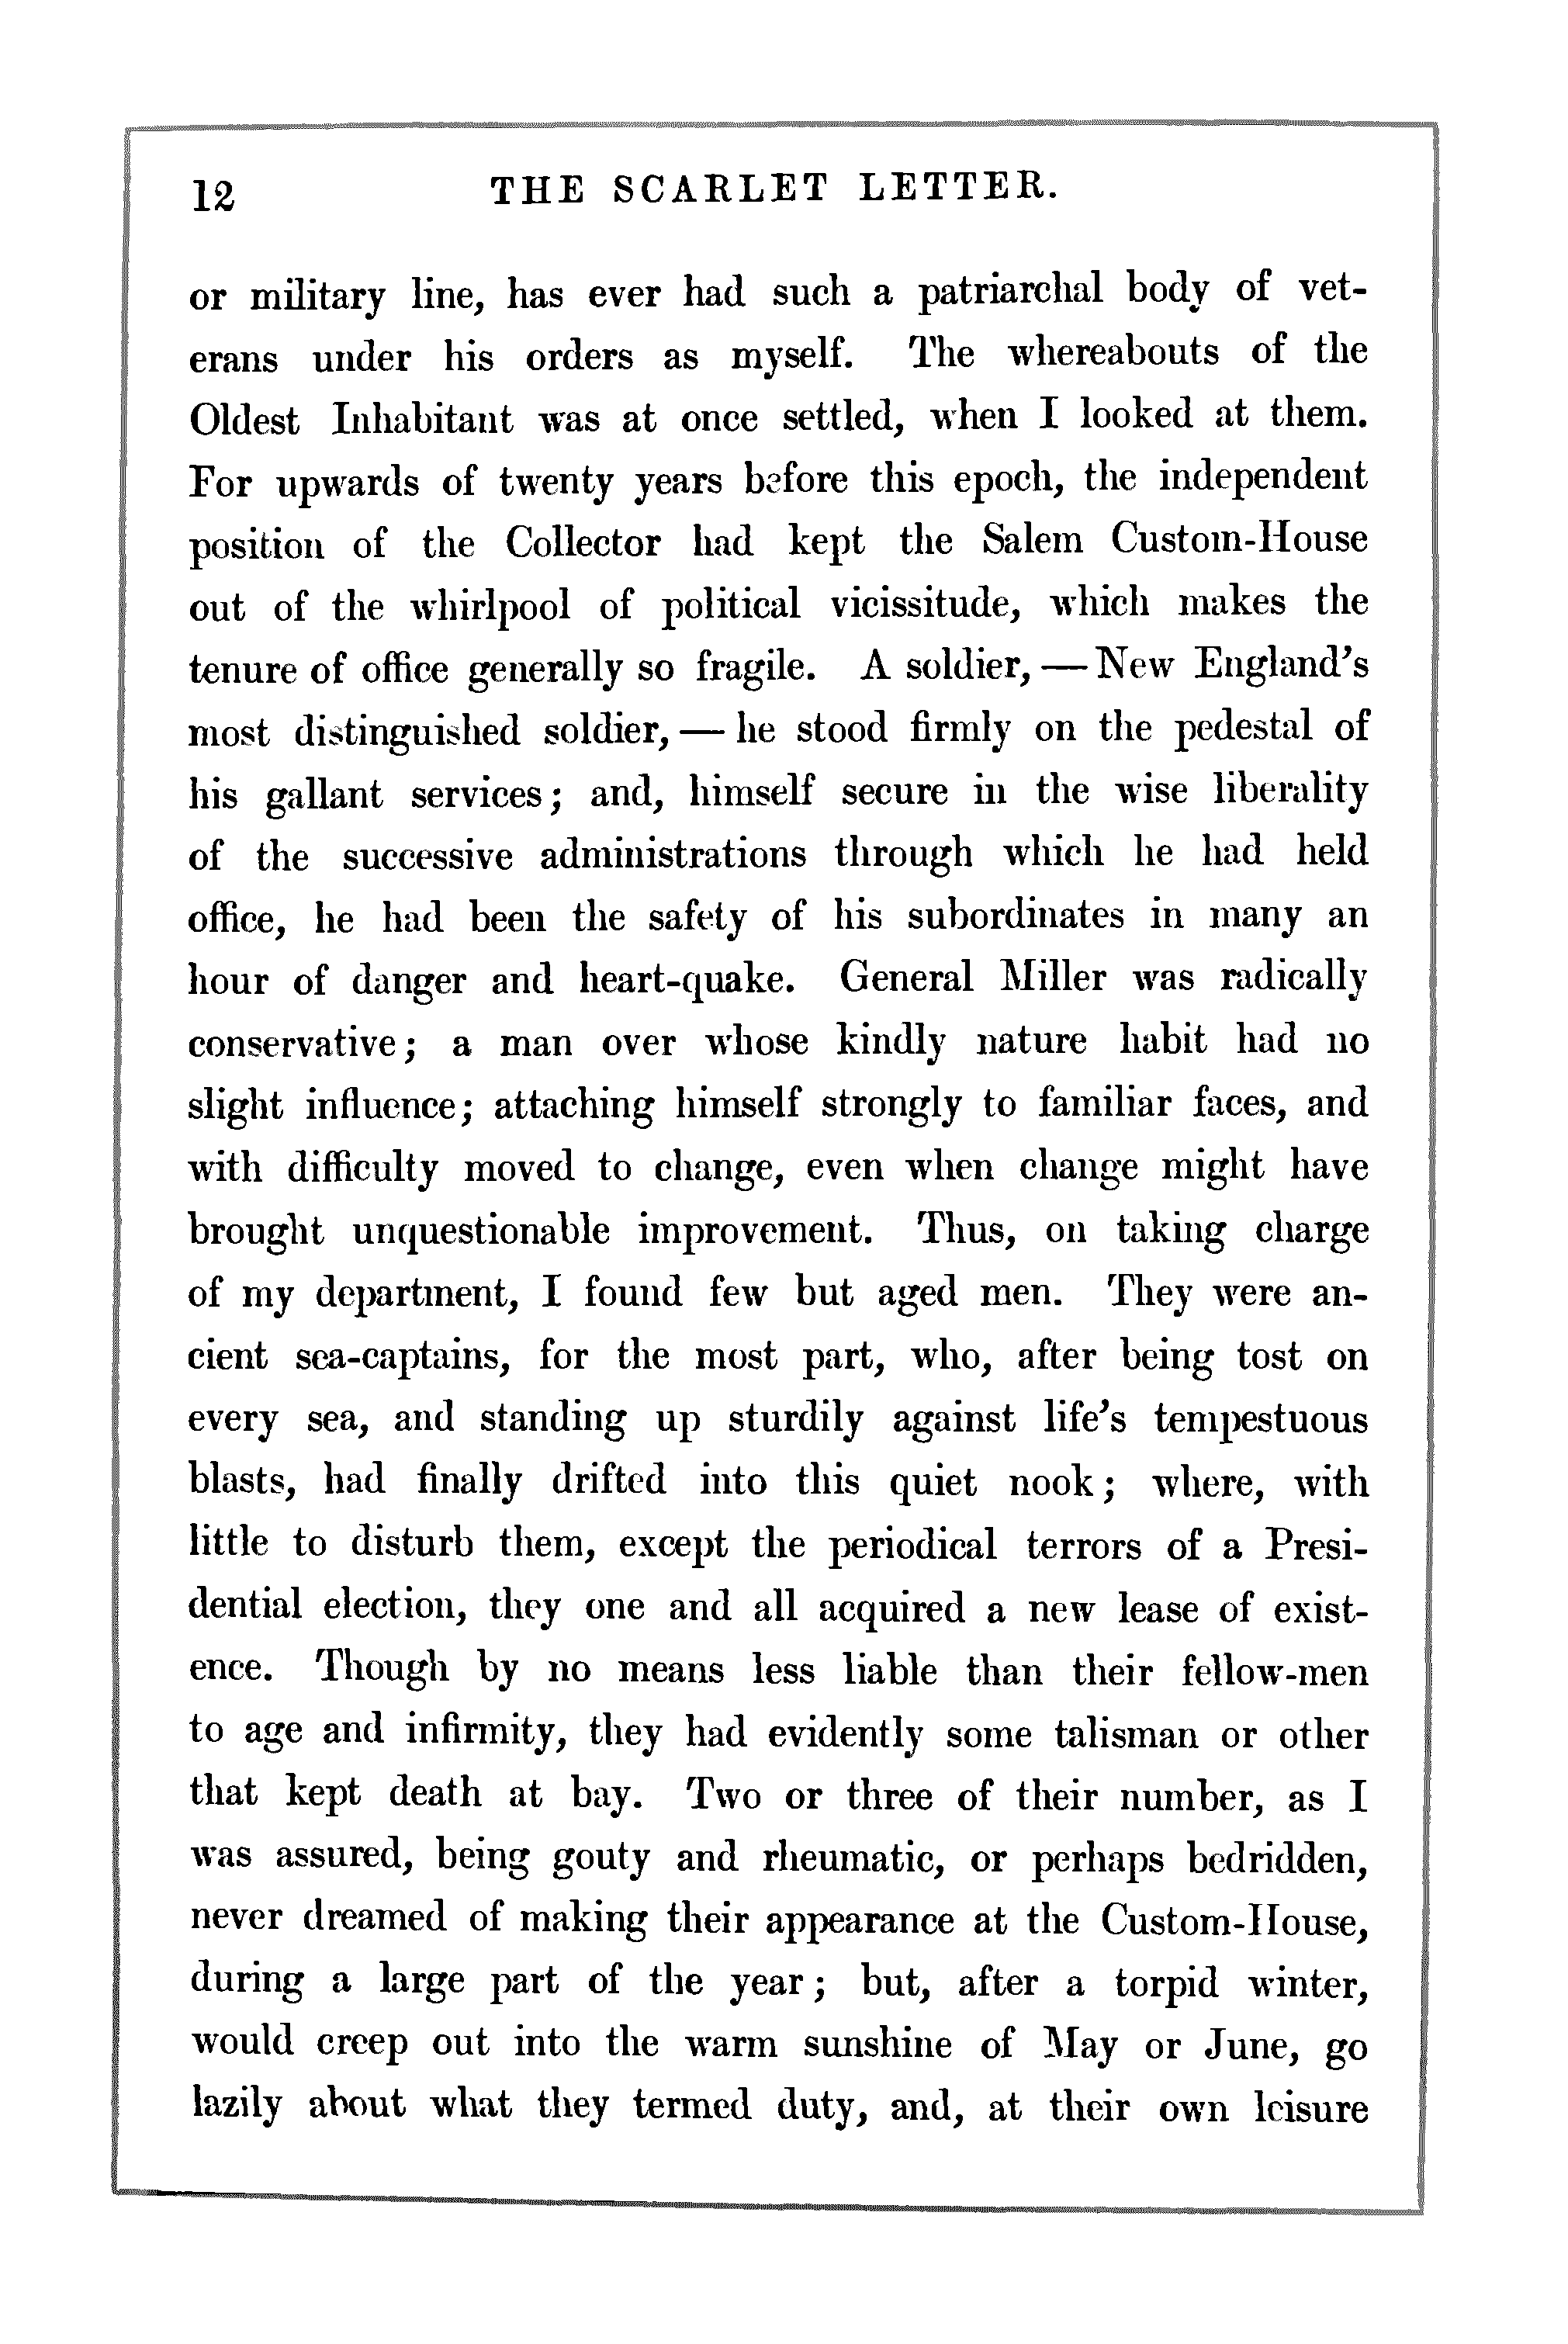 12 THE SCARLET LETTER.
or military line, has ever had such a patriarchal body of vet-
erans under his orders as myself. The whereabouts of the
Oldest Inhabitant was at once settled, when I looked at them.
For upwards of twenty years before this epoch, the independent
position of the Collector had kept the Salem Custom-House
out of the whirlpool of political vicissitude, which makes the
tenure of office generally so fragile. A soldier, — New England's
most distinguished soldier, — he stood firmly on the pedestal of
his gallant services; and, himself secure in the wise liberality
of the successive administrations through which he had held
office, he had been the safety of his subordinates in many an
hour of danger and heart-quake. General Miller was radically
conservative; a man over whose kindly nature habit had no
slight influence; attaching himself strongly to familiar faces, and
with difficulty moved to change, even when change might have
brought unquestionable improvement. Thus, on taking charge
of my department, I found few but aged men. They were an-
cient sea-captains, for the most part, who, after being tost on
every sea, and standing up sturdily against life's tempestuous
blasts, had finally drifted into this quiet nook; where, with
little to disturb them, except the periodical terrors of a Presi-
dential election, they one and all acquired a new lease of exist-
ence. Though by no means less liable than their fellow-men
to age and infirmity, they had evidently some talisman or other
that kept death at bay. Two or three of their number, as I
was assured, being gouty and rheumatic, or perhaps bedridden,
never dreamed of making their appearance at the Custom-House,
during a large part of the year; but, after a torpid winter,
would creep out into the warm sunshine of May or June, go
lazily about what they termed duty, and, at their own leisure